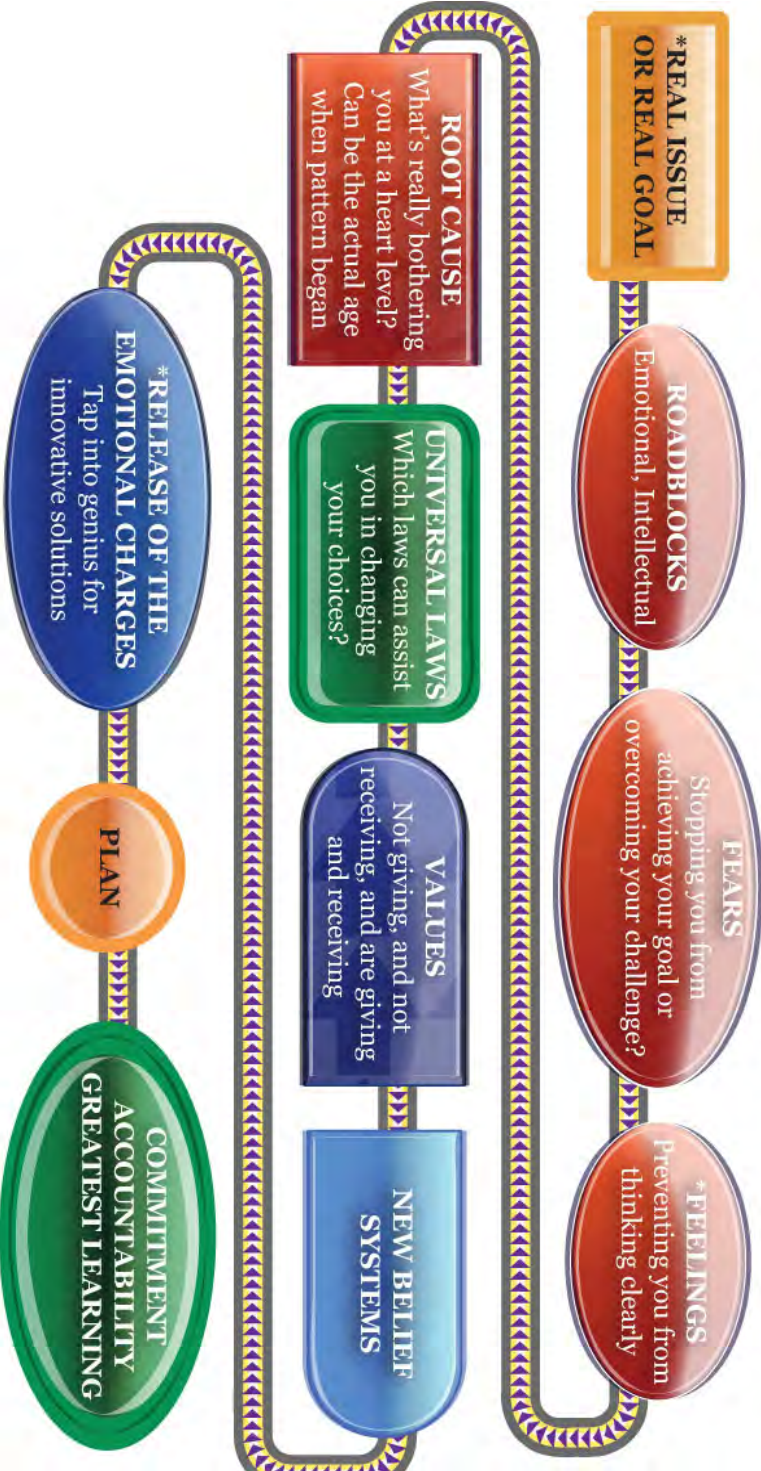 *REAL ISSUE
OR REAL GOAL
ROADBLOCKS
Emotional, Intellectual
FEARS
Stopping you from
achieving your goal or
overcoming your challenge?
*FEELINGS
Preventing you from
thinking clearly
ROOT CAUSE
What's really bothering
you at a heart level?
Can be the actual age
when pattern began
UNIVERSAL LAWS
Which laws can assist
you in changing
your choices?
VALUES
Not giving, and not
receiving, and are giving
and receiving
NEW BELIEF
SYSTEMS
*RELEASE OF THE
EMOTIONAL CHARGES
Tap into genius for
innovative solutions
PLAN
COMMITMENT
ACCOUNTABILITY
GREATEST LEARNING